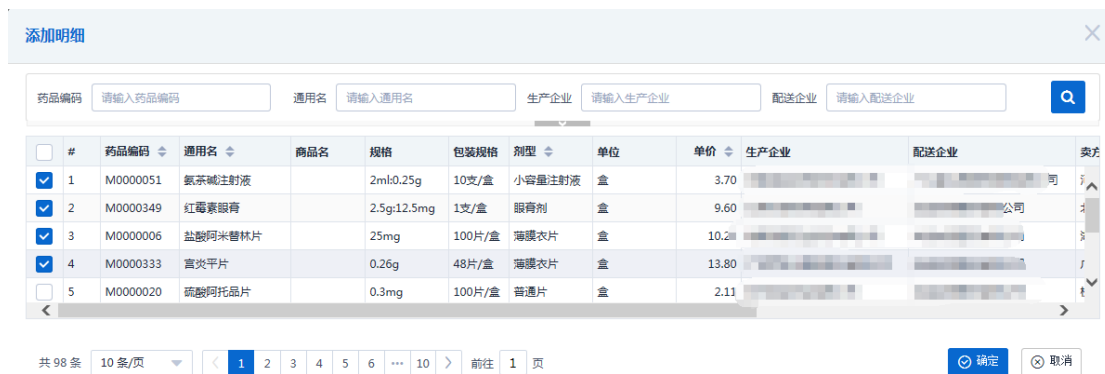 添加明细
药品编码 请输入药品编码 通用名 请输入通用名 生产企业 请输入生产企业 配送企业 请输入配送企业
# 药品编码 通用名 商品名 规格 包装规格 剂型 单位 单价 生产企业 配送企业 卖方
1 M0000051 氨茶碱注射液 2ml:0.25g 10支/盒 小容量注射液 盒 3.70 司
2 M0000349 红霉素眼膏 2.5g:12.5mg 1支/盒 眼膏剂 盒 9.60 公司
3 M0000006 盐酸阿米替林片 25mg 100片/盒 薄膜衣片 盒 10.2
4 M0000333 宫炎平片 0.26g 48片/盒 薄膜衣片 盒 13.80
5 M0000020 硫酸阿托品片 0.3mg 100片/盒 普通片 盒 2.11
共 98 条 10 条/页 1 2 3 4 5 6 ••• 10 前往 1 页 确定 取消